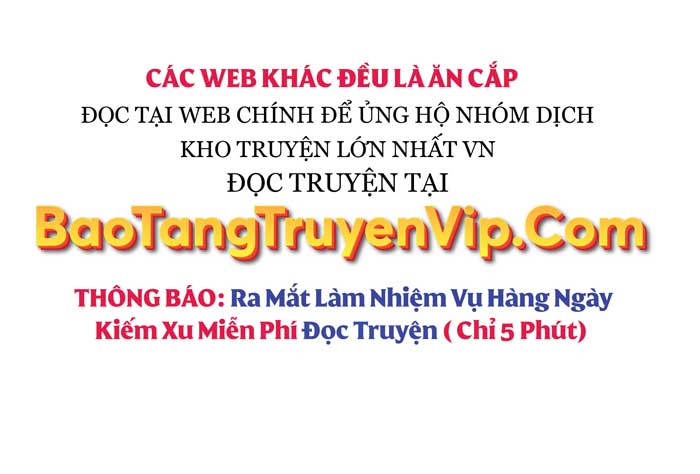 CÁC WEB KHÁC ĐỀU LÀ ĂN CẮP
ĐỌC TẠI WEB CHÍNH ĐỂ ỦNG HỘ NHÓM DỊCH
KHO TRUYỆN LỚN NHẤT VN
ĐỌC TRUYỆN TẠI
BaoTangTruyenVip.Com
THÔNG BÁO: Ra Mắt Làm Nhiệm Vụ Hàng Ngày
Kiếm Xu Miễn Phí Đọc Truyện ( Chỉ 5 Phút)